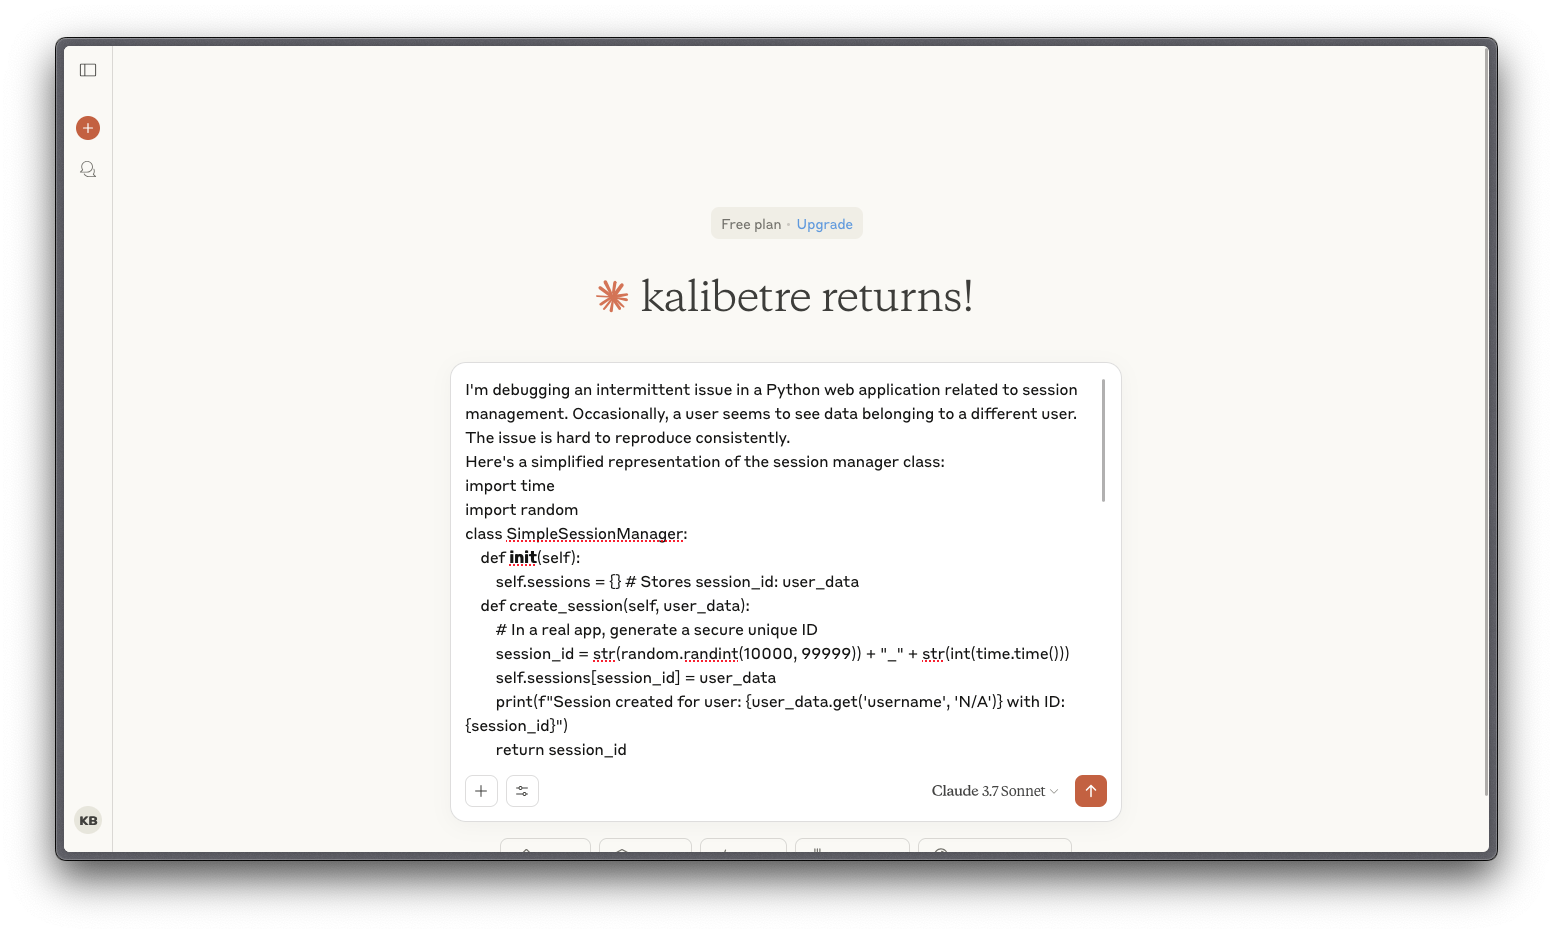 Free plan · Upgrade
kalibetre returns!
I'm debugging an intermittent issue in a Python web application related to session
management. Occasionally, a user seems to see data belonging to a different user.
The issue is hard to reproduce consistently.
Here's a simplified representation of the session manager class:
import time
import random
class SimpleSessionManager:
    def init(self):
        self.sessions = {} # Stores session_id: user_data
    def create_session(self, user_data):
        # In a real app, generate a secure unique ID
        session_id = str(random.randint(10000, 99999)) + "_" + str(int(time.time()))
        self.sessions[session_id] = user_data
        print(f"Session created for user: {user_data.get('username', 'N/A')} with ID:
{session_id}")
        return session_id
Claude 3.7 Sonnet
KB